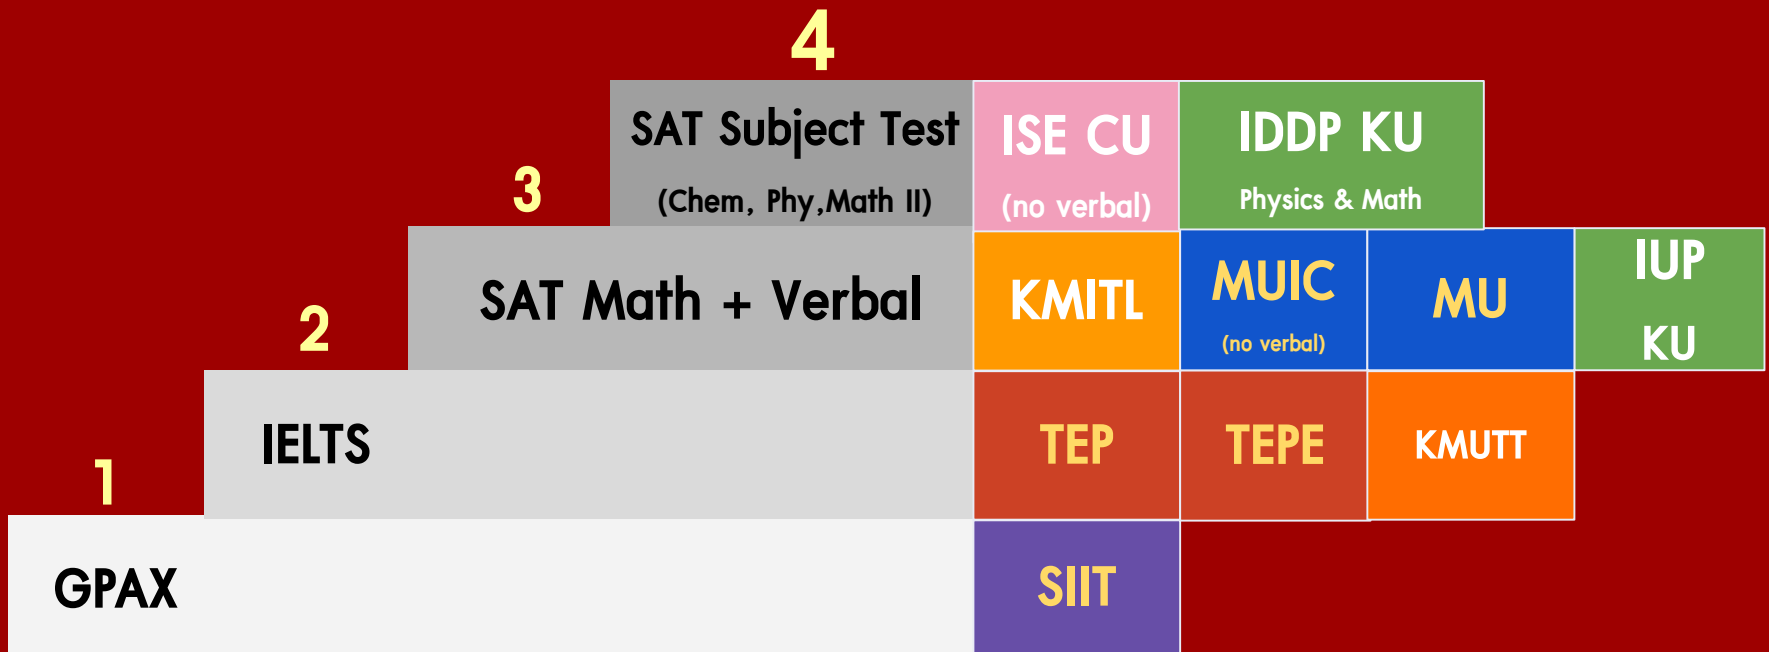 4
SAT Subject Test
(Chem, Phy,Math II)
ISE CU
(no verbal)
IDDP KU
Physics & Math
3
SAT Math + Verbal
KMITL
MUIC
(no verbal)
MU
IUP
KU
2
IELTS
TEP
TEPE
KMUTT
1
GPAX
SIIT